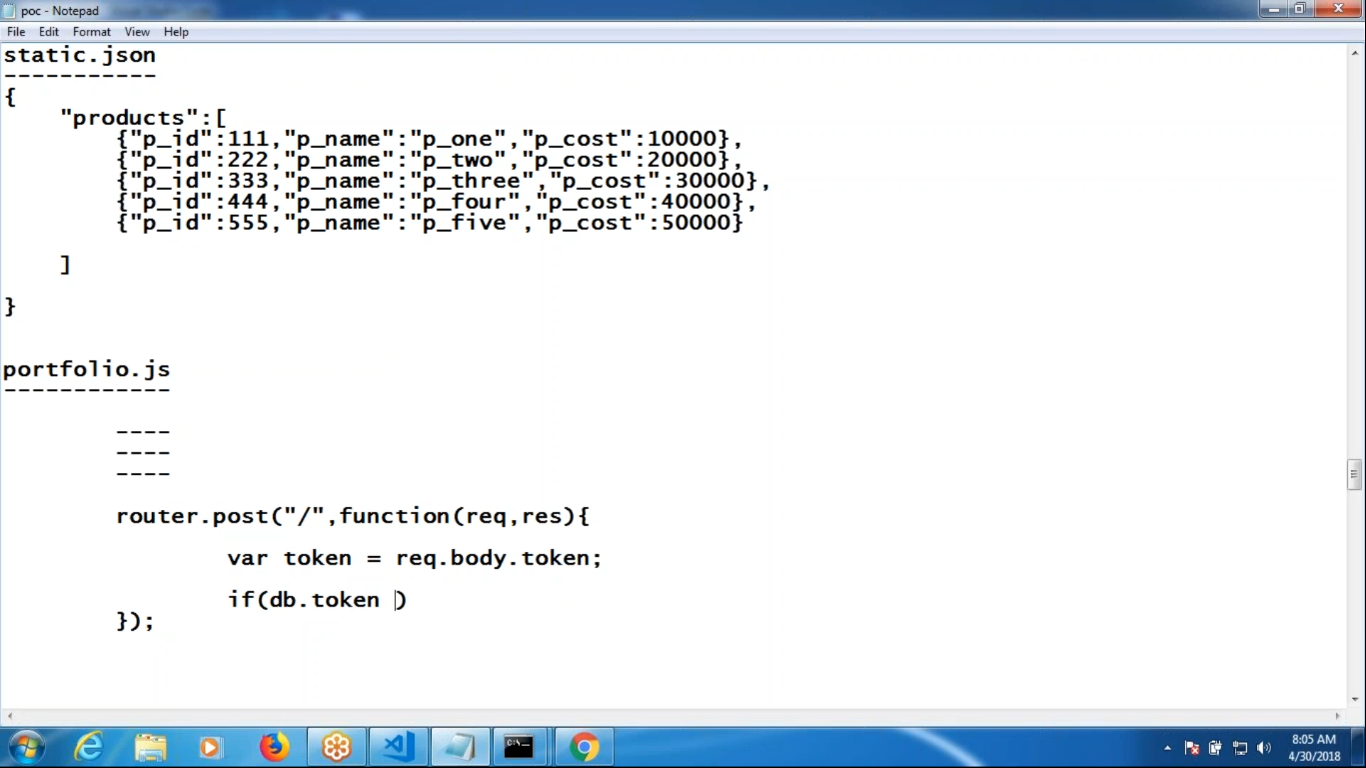 poc - Notepad
File Edit Format View Help
static.json
-----------
{
    "products":[
        {"p_id":111,"p_name":"p_one","p_cost":10000},
        {"p_id":222,"p_name":"p_two","p_cost":20000},
        {"p_id":333,"p_name":"p_three","p_cost":30000},
        {"p_id":444,"p_name":"p_four","p_cost":40000},
        {"p_id":555,"p_name":"p_five","p_cost":50000}
    ]
}
portfolio.js
------------
        ----
        ----
        ----
        router.post("/",function(req,res){
                var token = req.body.token;
                if(db.token )
        });
8:05 AM
4/30/2018